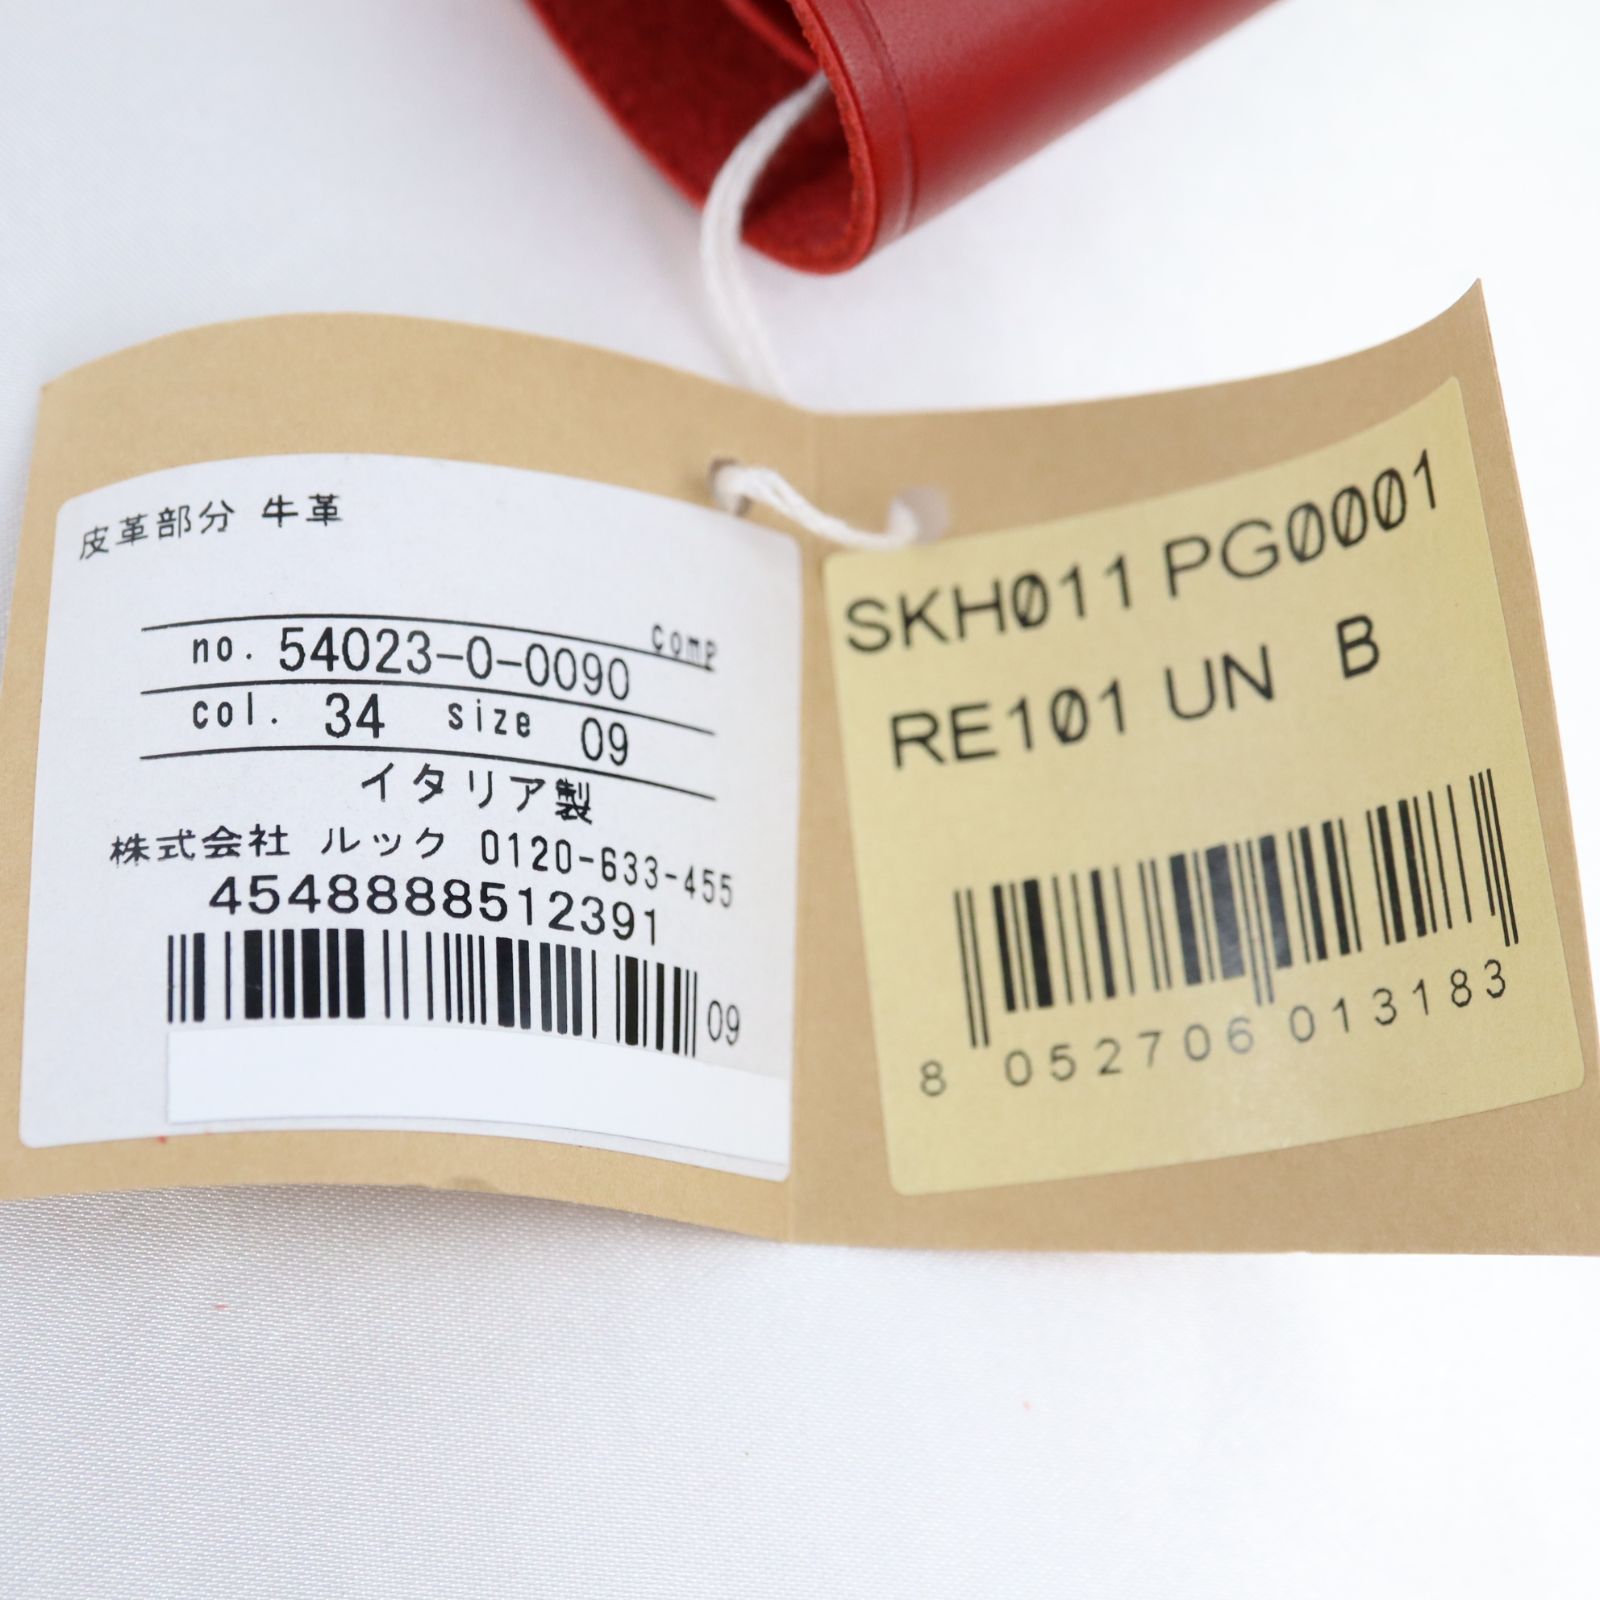 皮革部分 牛革
comp
no. 54023-0-0090
col. 34 size 09
イタリア製
株式会社 ルック 0120-633-455
4548888512391
09
SKH011 PG0001
RE101 UN B
8 052706 013183